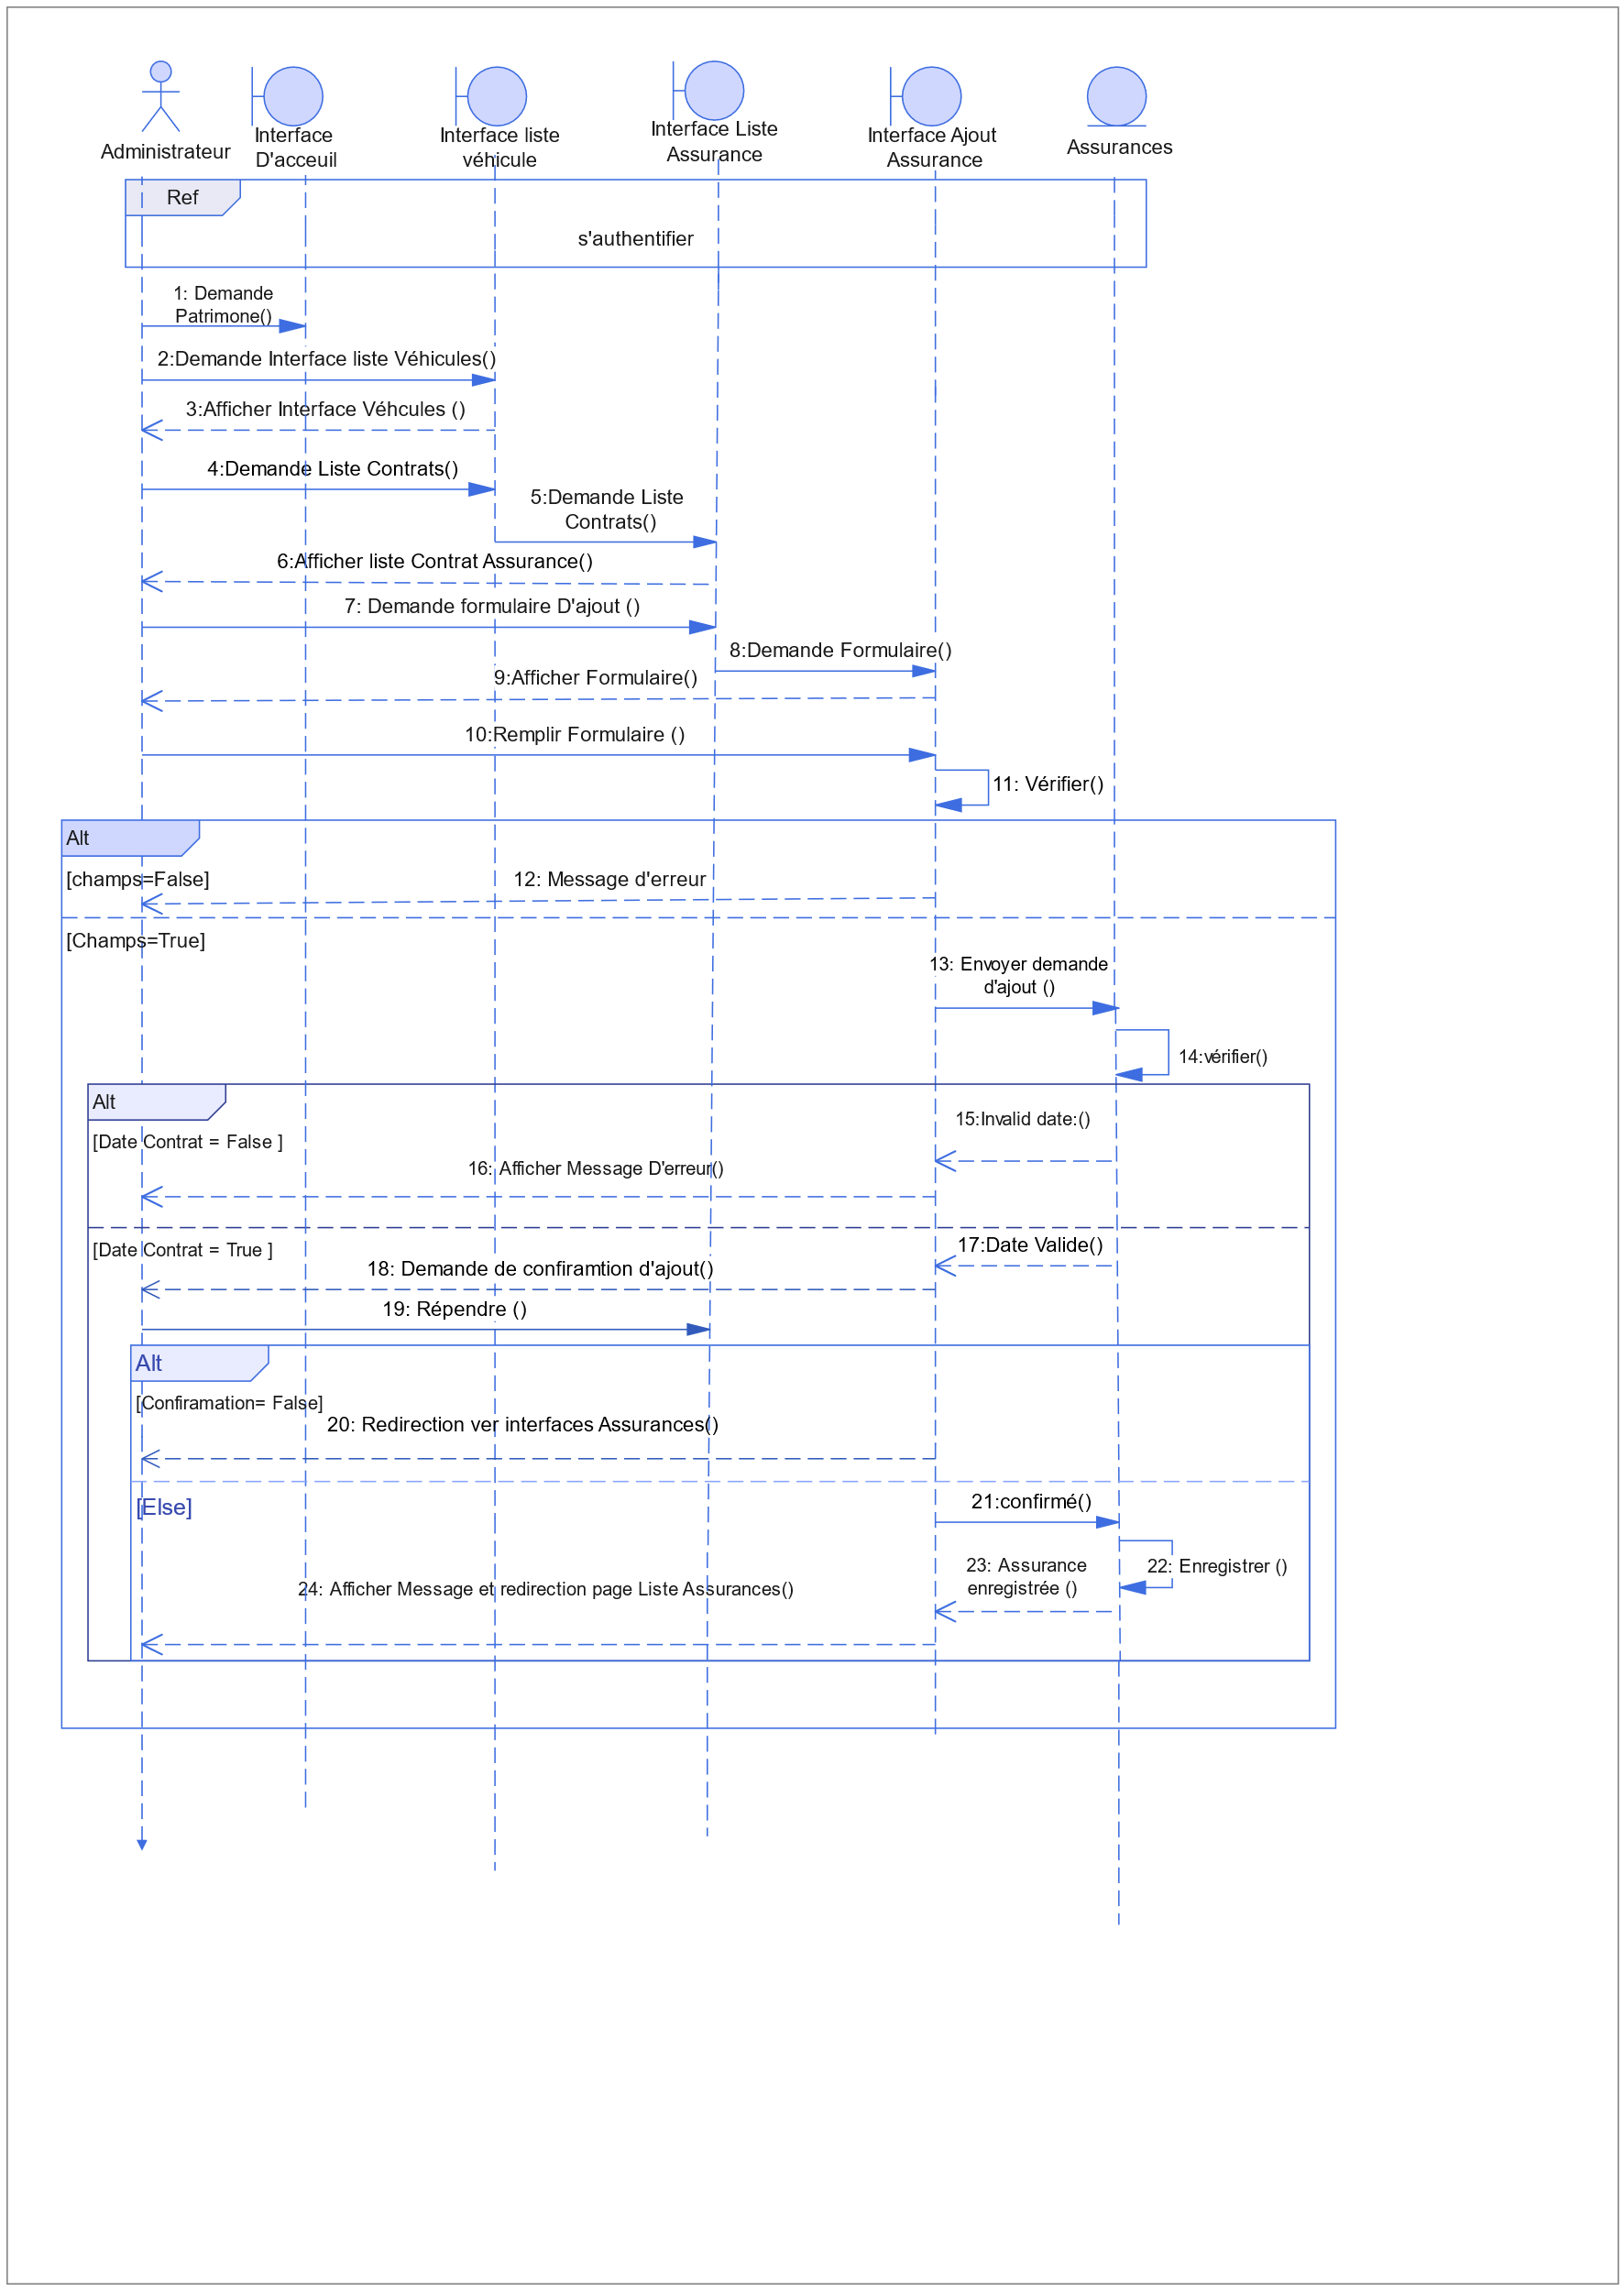 Administrateur
Interface
D'acceuil
Interface liste
véhicule
Interface Liste
Assurance
Interface Ajout
Assurance
Assurances
Ref
s'authentifier
1: Demande
Patrimone()
2:Demande Interface liste Véhicules()
3:Afficher Interface Véhcules ()
4:Demande Liste Contrats()
5:Demande Liste
Contrats()
6:Afficher liste Contrat Assurance()
7: Demande formulaire D'ajout ()
8:Demande Formulaire()
9:Afficher Formulaire()
10:Remplir Formulaire ()
11: Vérifier()
Alt
[champs=False]
12: Message d'erreur
[Champs=True]
13: Envoyer demande
d'ajout ()
14:vérifier()
Alt
15:Invalid date:()
[Date Contrat = False ]
16: Afficher Message D'erreur()
[Date Contrat = True ]
17:Date Valide()
18: Demande de confiramtion d'ajout()
19: Répendre ()
Alt
[Confiramation= False]
20: Redirection ver interfaces Assurances()
[Else]
21:confirmé()
22: Enregistrer ()
23: Assurance
enregistrée ()
24: Afficher Message et redirection page Liste Assurances()